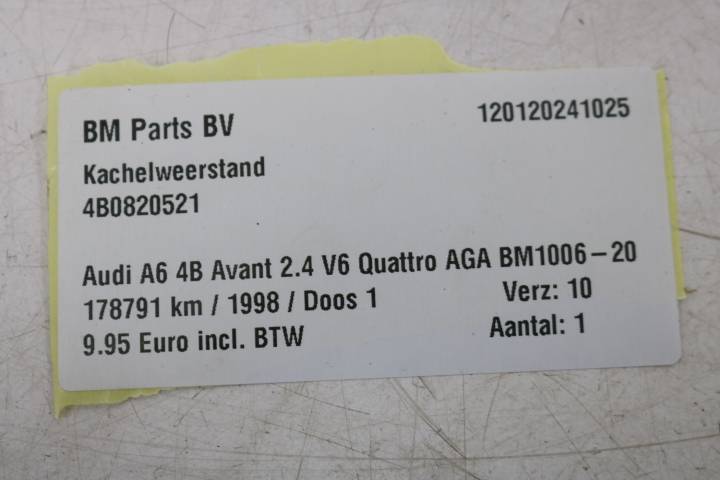 BM Parts BV 120120241025
Kachelweerstand
4B0820521
Audi A6 4B Avant 2.4 V6 Quattro AGA BM1006-20
178791 km / 1998 / Doos 1 Verz: 10
9.95 Euro incl. BTW Aantal: 1